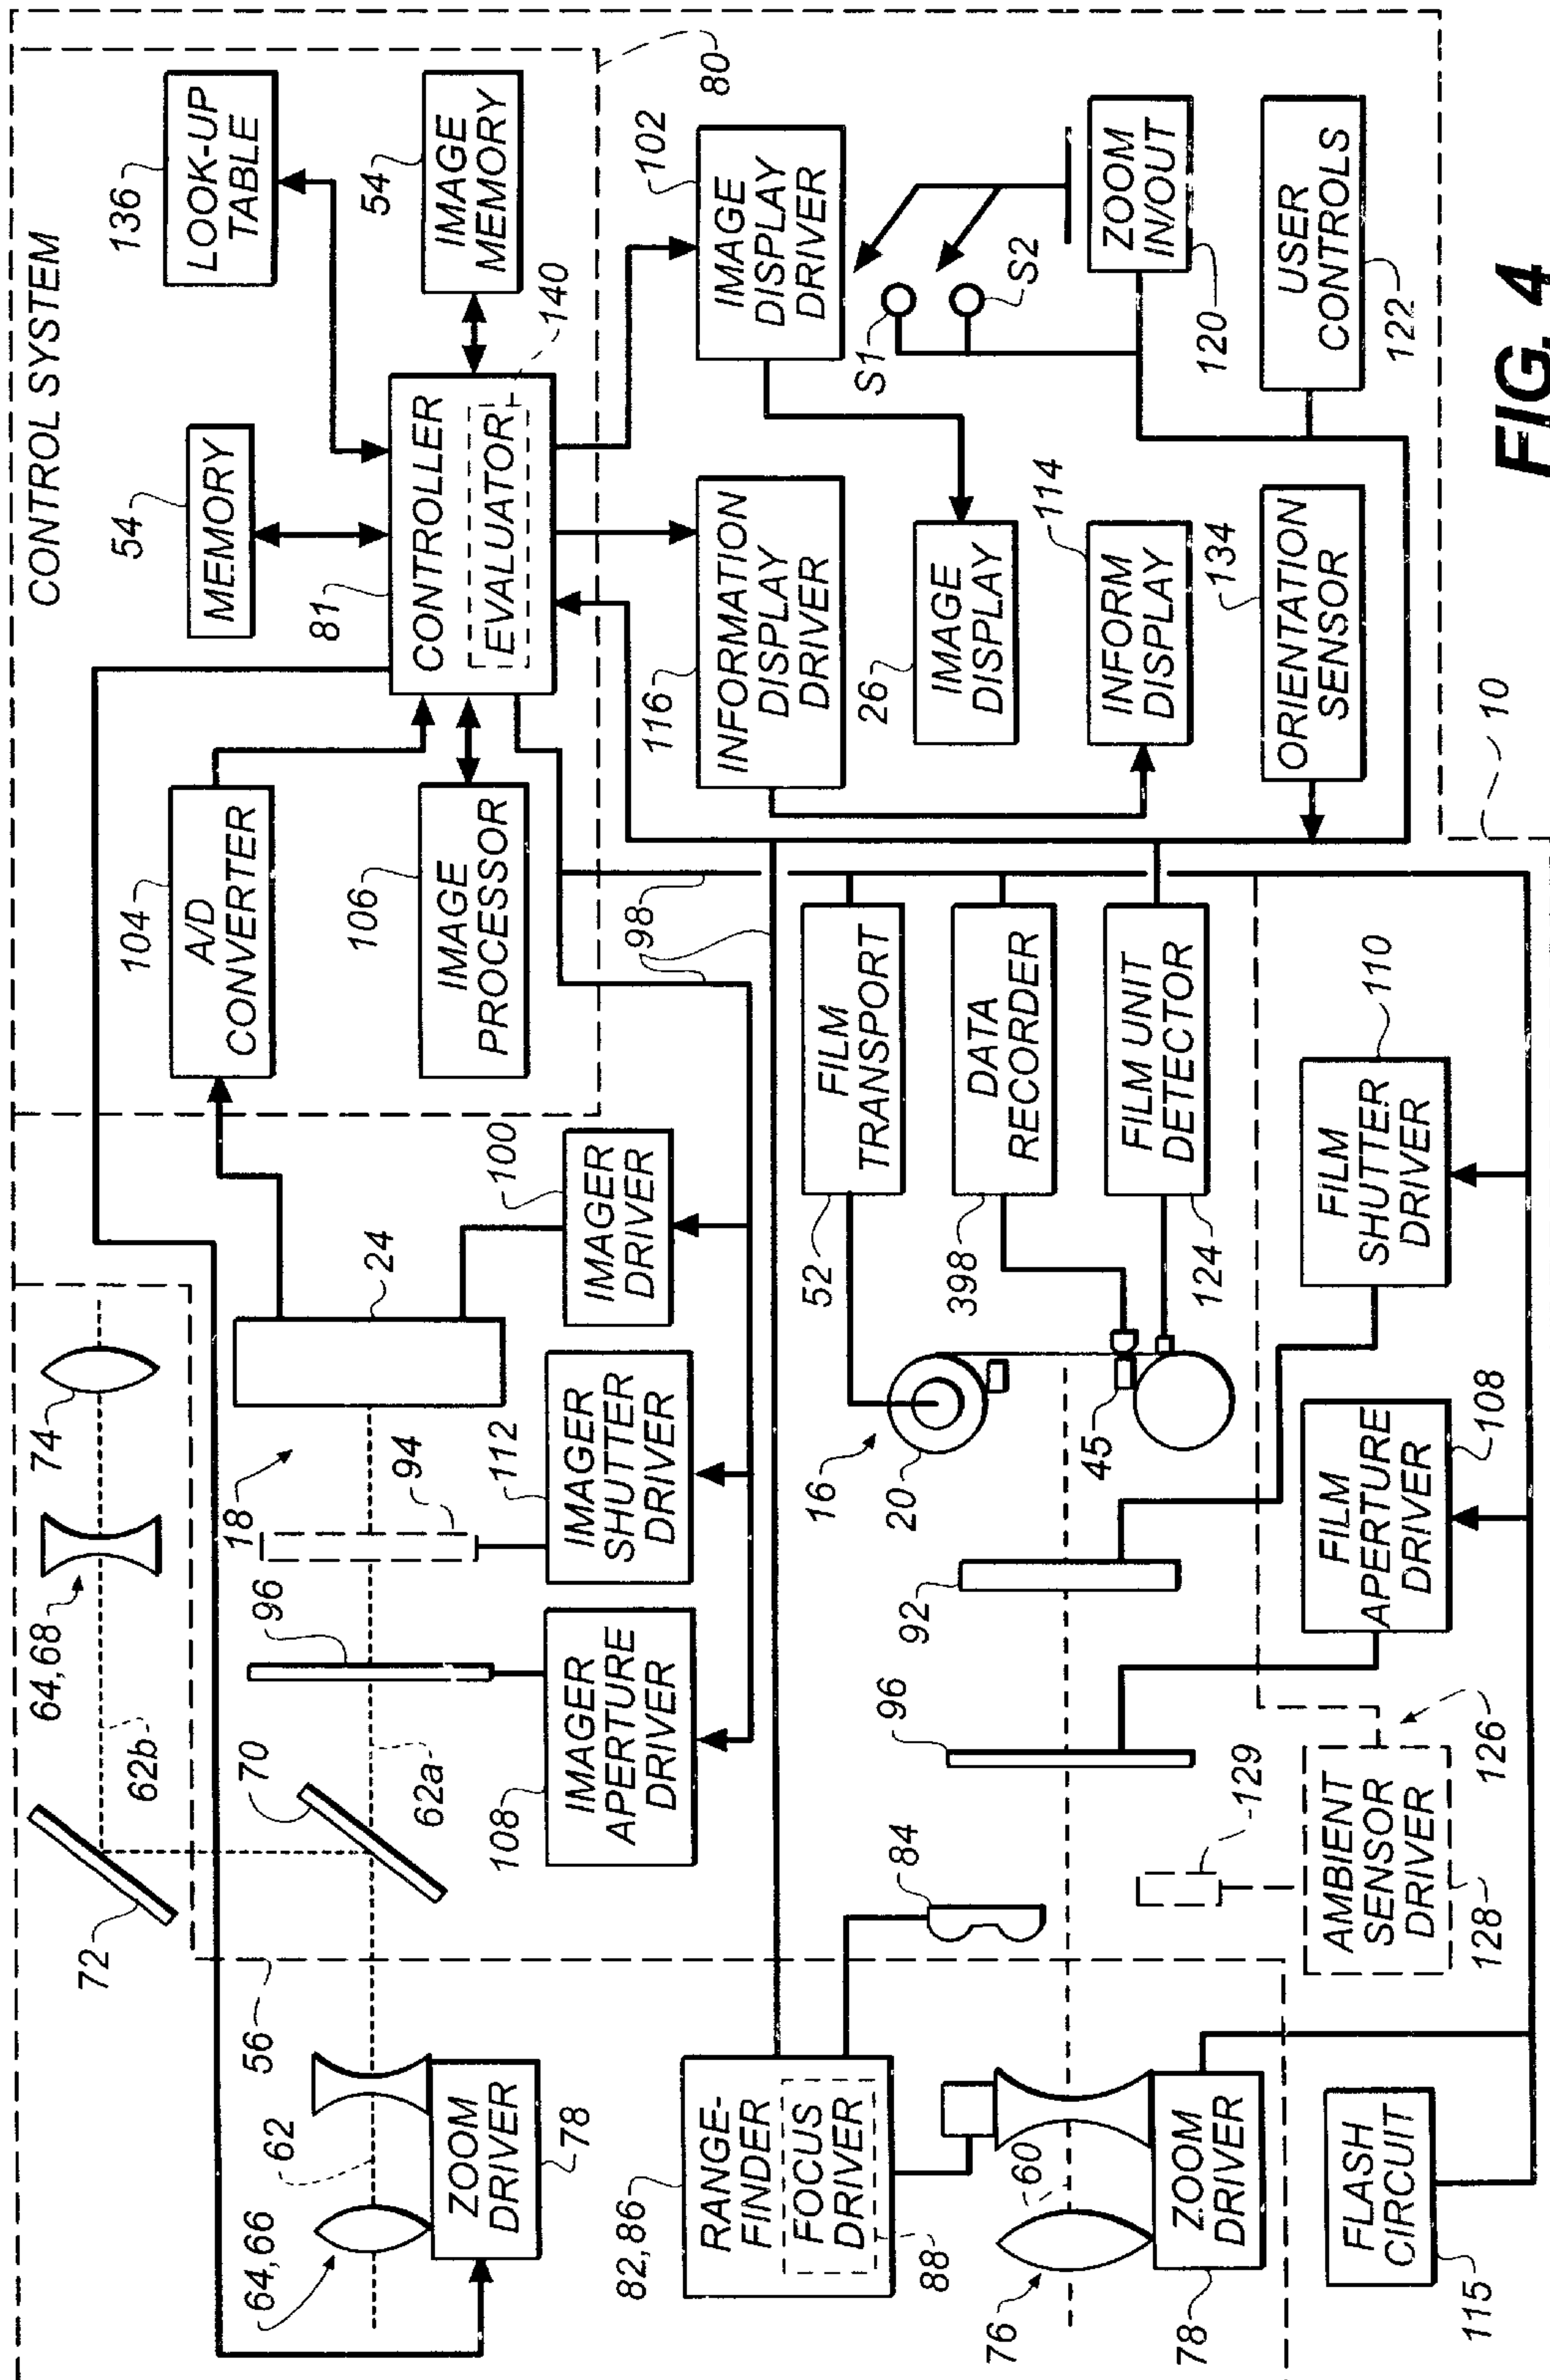 CONTROL SYSTEM
136
LOOK-UP
TABLE
54
MEMORY
54
IMAGE
MEMORY
80
81
CONTROLLER
EVALUATOR
140
104
A/D
CONVERTER
106
IMAGE
PROCESSOR
102
IMAGE
DISPLAY
DRIVER
116
INFORMATION
DISPLAY
DRIVER
S1
S2
26
IMAGE
DISPLAY
ZOOM
IN/OUT
120
114
INFORM
DISPLAY
USER
CONTROLS
122
134
ORIENTATION
SENSOR
10
98
74
64,68
62b
72
24
100
IMAGER
DRIVER
18
94
112
IMAGER
SHUTTER
DRIVER
96
70
62a
108
IMAGER
APERTURE
DRIVER
56
62
64,66
ZOOM
DRIVER
78
FILM
TRANSPORT
52
DATA
RECORDER
398
FILM UNIT
DETECTOR
124
16
20
45
110
FILM
SHUTTER
DRIVER
92
96
FILM
APERTURE
DRIVER
108
84
129
126
AMBIENT
SENSOR
DRIVER
128
82,86
RANGE-
FINDER
FOCUS
DRIVER
88
60
76
ZOOM
DRIVER
78
FLASH
CIRCUIT
115
FIG. 4